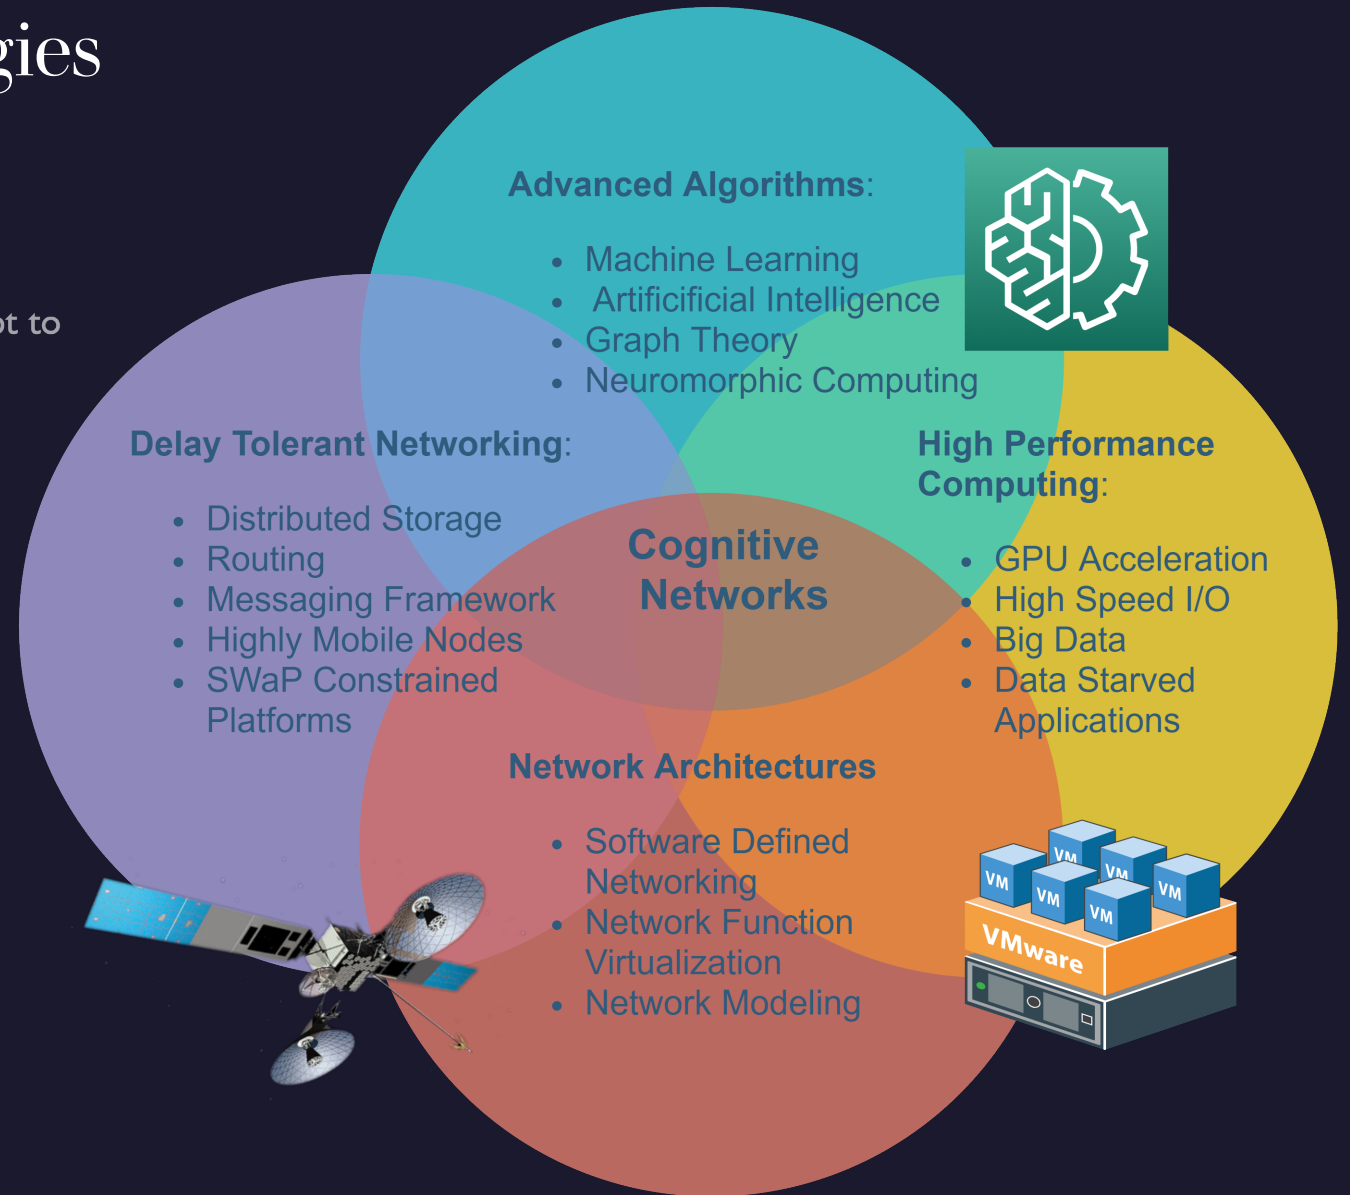 gies
ot to
Advanced Algorithms:
• Machine Learning
• Artificificial Intelligence
• Graph Theory
• Neuromorphic Computing
Delay Tolerant Networking:
• Distributed Storage
• Routing
• Messaging Framework
• Highly Mobile Nodes
• SWaP Constrained
Platforms
High Performance
Computing:
• GPU Acceleration
• High Speed I/O
• Big Data
• Data Starved
Applications
Cognitive
Networks
Network Architectures
• Software Defined
Networking
• Network Function
Virtualization
• Network Modeling
VM
VM
VM
VM
VM
VM
VMware